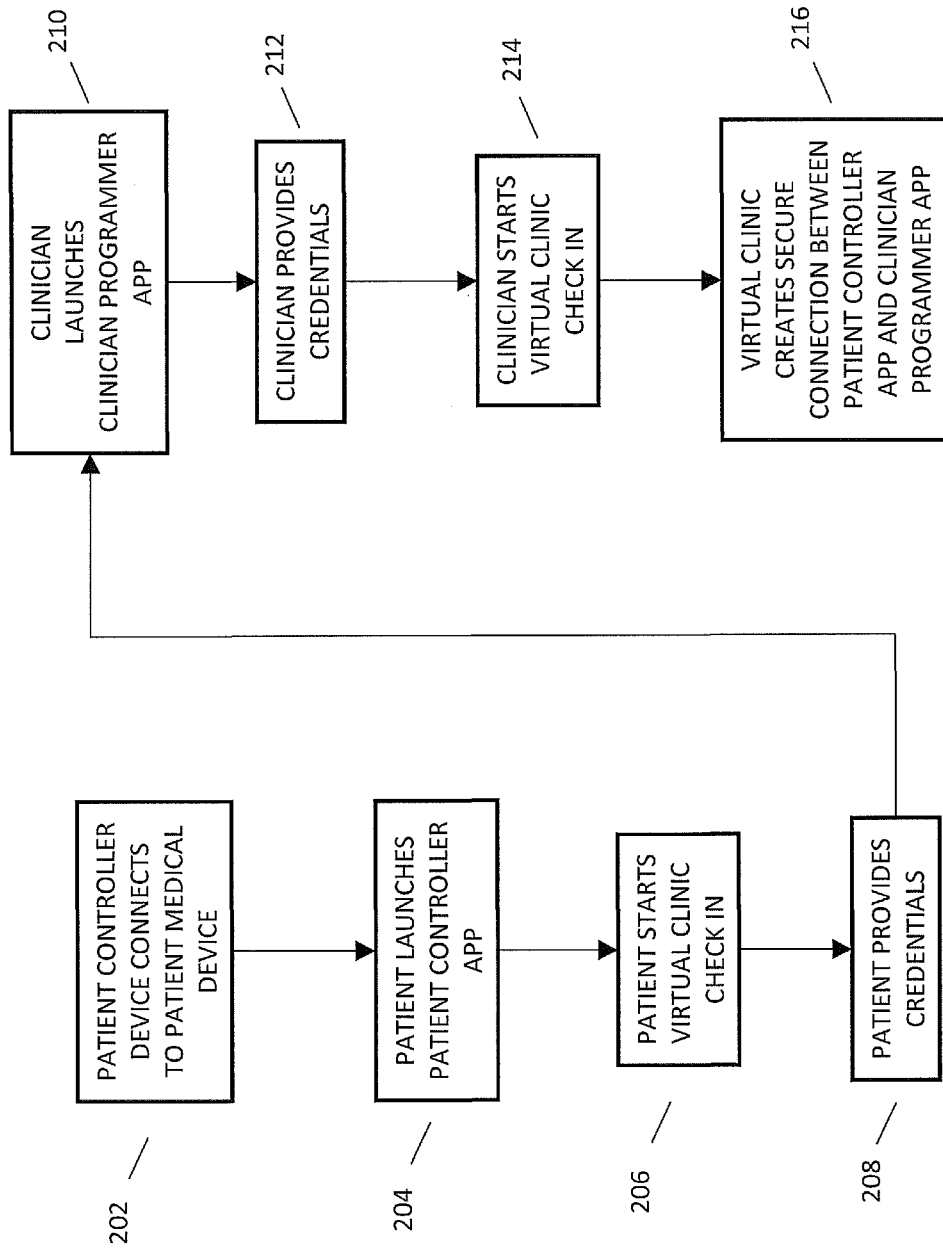 202
PATIENT CONTROLLER
DEVICE CONNECTS
TO PATIENT MEDICAL
DEVICE
204
PATIENT LAUNCHES
PATIENT CONTROLLER
APP
206
PATIENT STARTS
VIRTUAL CLINIC
CHECK IN
208
PATIENT PROVIDES
CREDENTIALS
210
CLINICIAN
LAUNCHES
CLINICIAN PROGRAMMER
APP
212
CLINICIAN PROVIDES
CREDENTIALS
214
CLINICIAN STARTS
VIRTUAL CLINIC
CHECK IN
216
VIRTUAL CLINIC
CREATES SECURE
CONNECTION BETWEEN
PATIENT CONTROLLER
APP AND CLINICIAN
PROGRAMMER APP